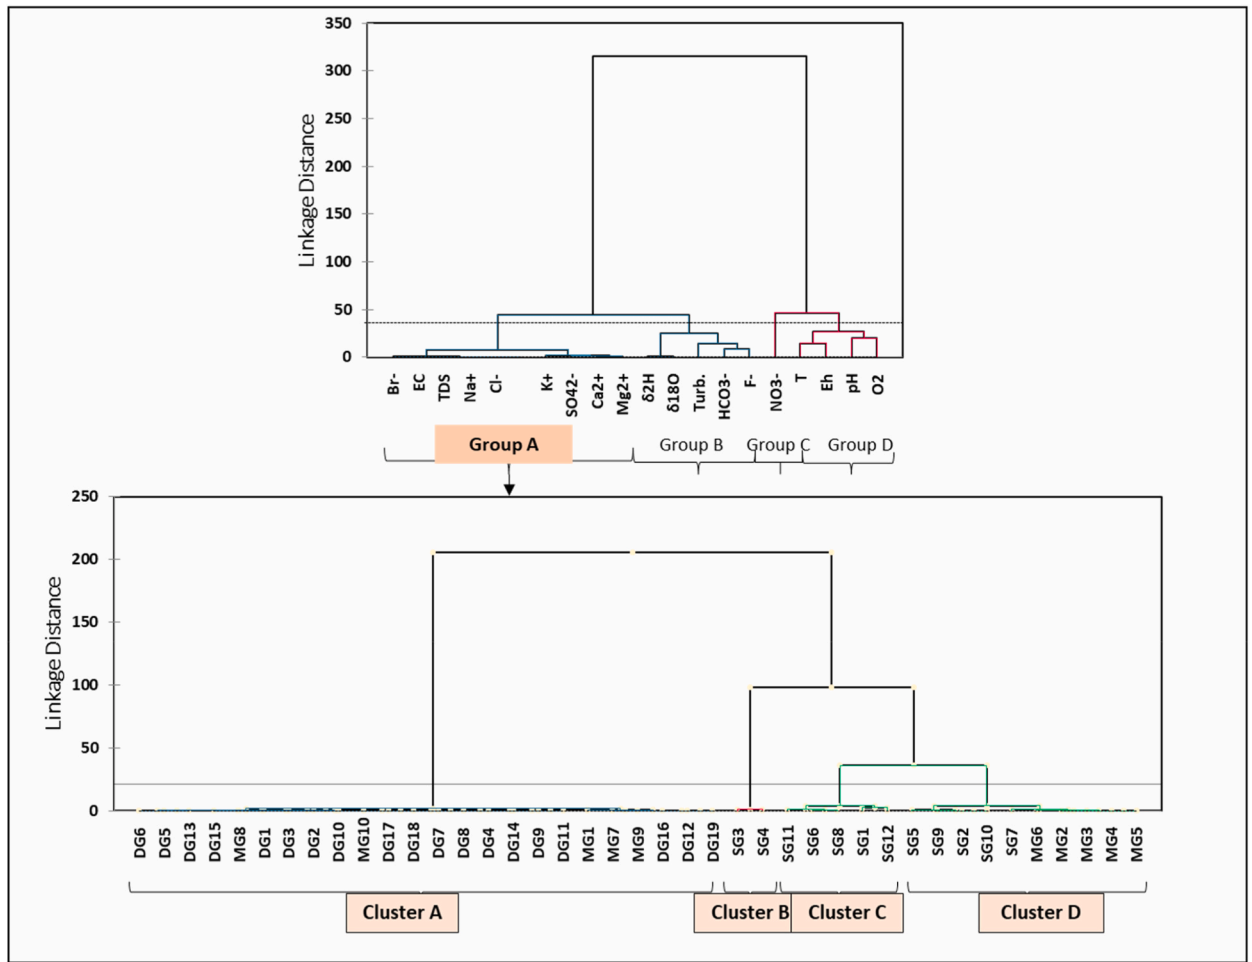 350
300
250
200
150
100
50
0
Linkage Distance
Br-
EC
TDS
Na+
Cl-
K+
SO42-
Ca2+
Mg2+
δ2H
δ18O
Turb.
HCO3-
F-
NO3-
T
Eh
pH
O2
Group A
Group B
Group C
Group D
250
200
150
100
50
0
Linkage Distance
DG6
DG5
DG13
DG15
MG8
DG1
DG3
DG2
DG10
MG10
DG17
DG18
DG7
DG8
DG4
DG14
DG9
DG11
MG1
MG7
MG9
DG16
DG12
DG19
SG3
SG4
SG11
SG6
SG8
SG1
SG12
SG5
SG9
SG2
SG10
SG7
MG6
MG2
MG3
MG4
MG5
Cluster A
Cluster B
Cluster C
Cluster D